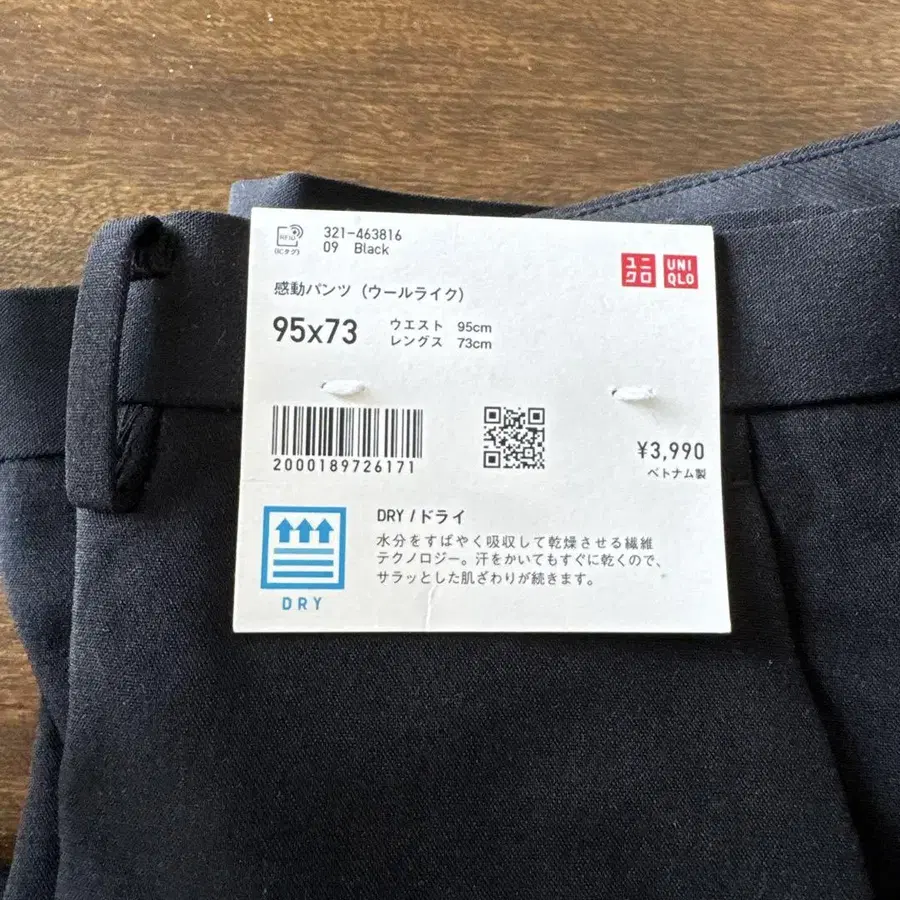 RFID
(ICタグ)
321-463816
09 Black
ユニクロ
UNIQLO
感動パンツ (ウールライク)
95x73
ウエスト 95cm
レングス 73cm
2000189726171
¥3,990
ベトナム製
DRY
DRY / ドライ
水分をすばやく吸収して乾燥させる繊維
テクノロジー。汗をかいてもすぐに乾くので、
サラッとした肌ざわりが続きます。